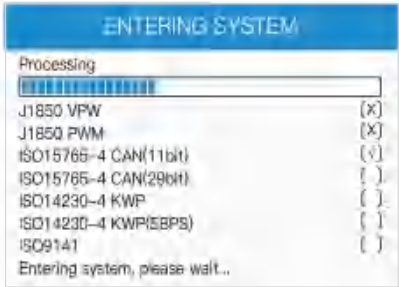 ENTERING SYSTEM
Processing
J1850 VPW [X]
J1850 PWM [X]
ISO15765-4 CAN(11bit) [√]
ISO15765-4 CAN(29bit) [ ]
ISO14230-4 KWP [ ]
ISO14230-4 KWP(5BPS) [ ]
ISO9141 [ ]
Entering system, please wait...